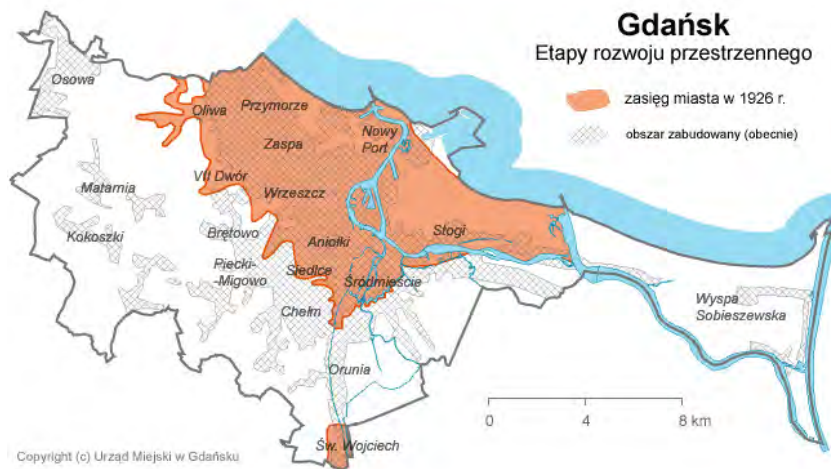 Gdańsk
Etapy rozwoju przestrzennego
zasięg miasta w 1926 r.
obszar zabudowany (obecnie)
Osowa
Oliwa
Przymorze
Nowy
Port
Zaspa
VII Dwór
Matarnia
Wrzeszcz
Kokoszki
Brętowo
Aniołki
Stogi
Piecki-
-Migowo
Siedlce
Śródmieście
Chełm
Wyspa
Sobieszewska
Orunia
0 4 8 km
Św. Wojciech
Copyright (c) Urząd Miejski w Gdańsku